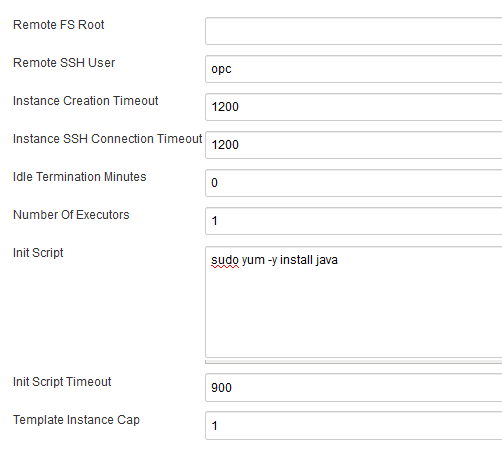 Remote FS Root
Remote SSH User opc
Instance Creation Timeout 1200
Instance SSH Connection Timeout 1200
Idle Termination Minutes 0
Number Of Executors 1
Init Script sudo yum -y install java
Init Script Timeout 900
Template Instance Cap 1